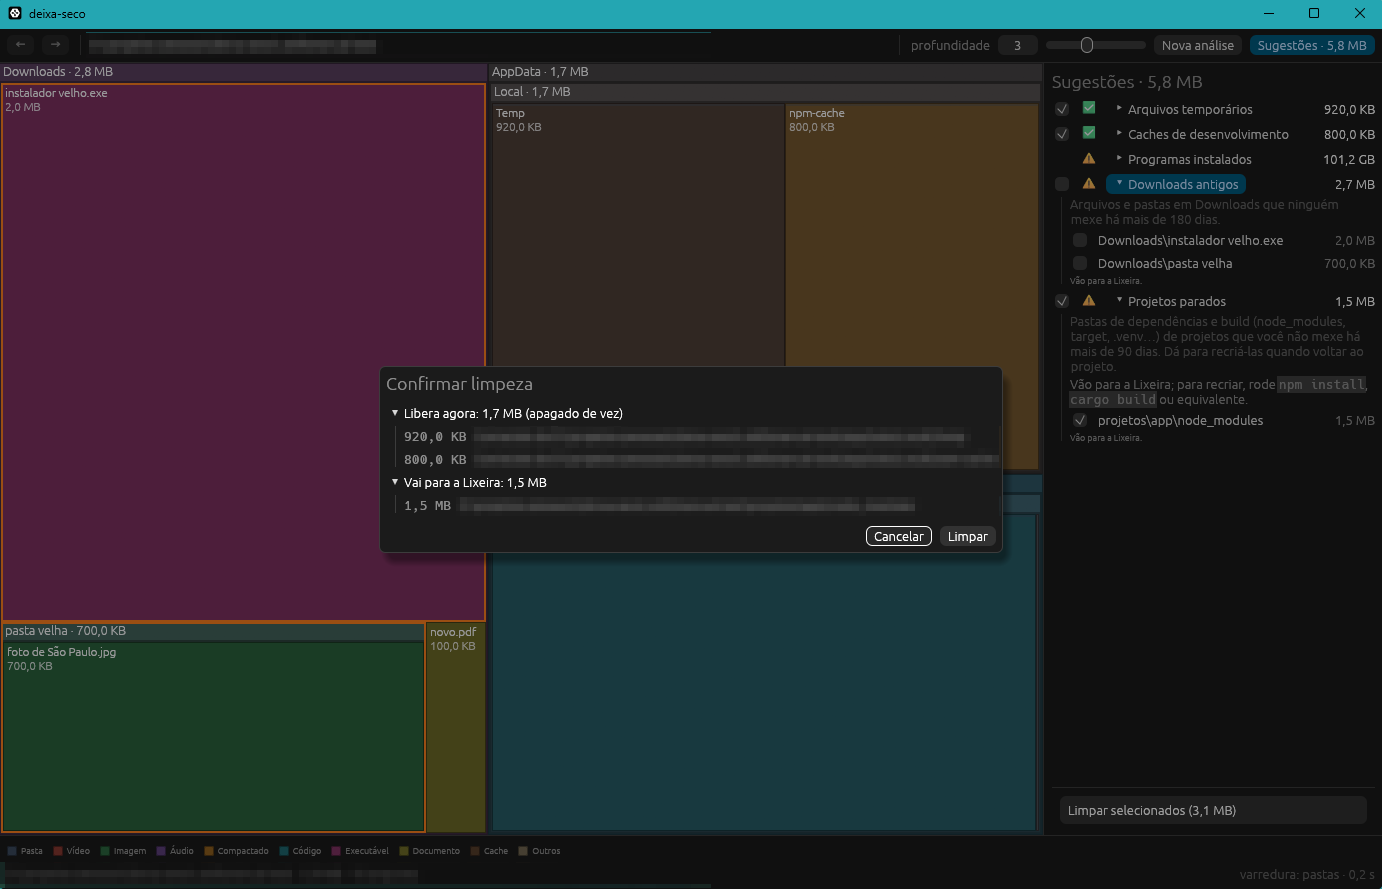 deixa-seco
← → profundidade 3 Nova análise Sugestões · 5,8 MB
Downloads · 2,8 MB
instalador velho.exe
2,0 MB
pasta velha · 700,0 KB
foto de São Paulo.jpg
700,0 KB
novo.pdf
100,0 KB
AppData · 1,7 MB
Local · 1,7 MB
Temp
920,0 KB
npm-cache
800,0 KB
Confirmar limpeza
Libera agora: 1,7 MB (apagado de vez)
920,0 KB
800,0 KB
Vai para a Lixeira: 1,5 MB
1,5 MB
Cancelar Limpar
Sugestões · 5,8 MB
Arquivos temporários 920,0 KB
Caches de desenvolvimento 800,0 KB
Programas instalados 101,2 GB
Downloads antigos 2,7 MB
Arquivos e pastas em Downloads que ninguém
mexe há mais de 180 dias.
Downloads\instalador velho.exe 2,0 MB
Downloads\pasta velha 700,0 KB
Vão para a Lixeira.
Projetos parados 1,5 MB
Pastas de dependências e build (node_modules,
target, .venv…) de projetos que você não mexe há
mais de 90 dias. Dá para recriá-las quando voltar ao
projeto.
Vão para a Lixeira; para recriar, rode npm install,
cargo build ou equivalente.
projetos\app\node_modules 1,5 MB
Vão para a Lixeira.
Limpar selecionados (3,1 MB)
Pasta Vídeo Imagem Áudio Compactado Código Executável Documento Cache Outros
varredura: pastas · 0,2 s